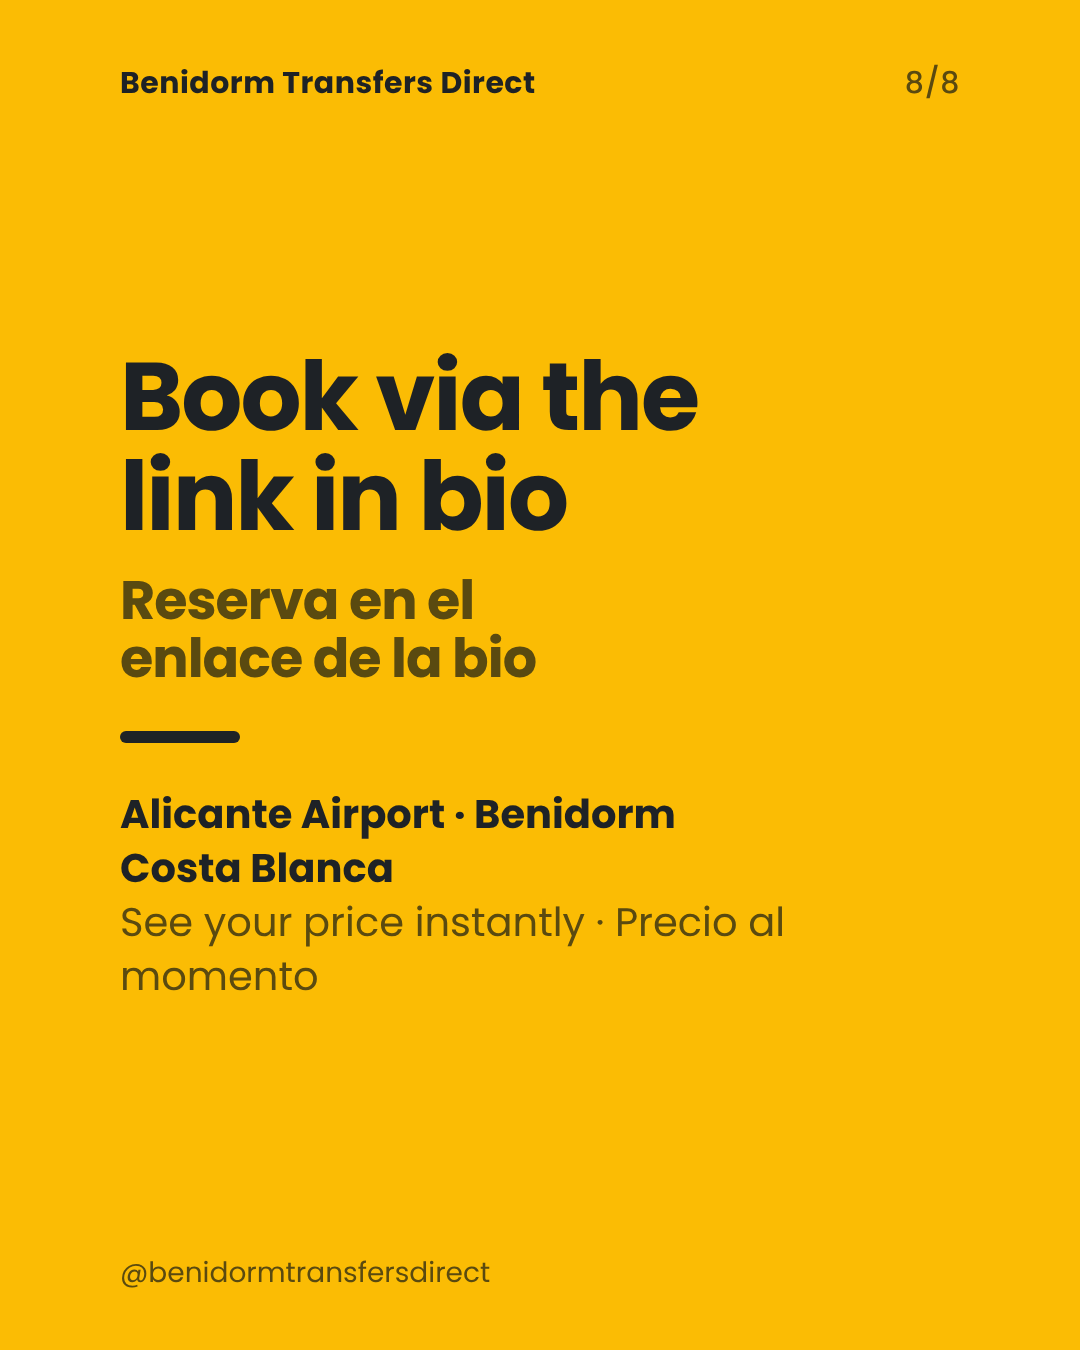 Benidorm Transfers Direct
8/8
Book via the
link in bio
Reserva en el
enlace de la bio
Alicante Airport · Benidorm
Costa Blanca
See your price instantly · Precio al
momento
@benidormtransfersdirect